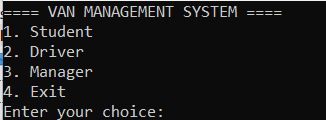 ==== VAN MANAGEMENT SYSTEM ====
1. Student
2. Driver
3. Manager
4. Exit
Enter your choice: